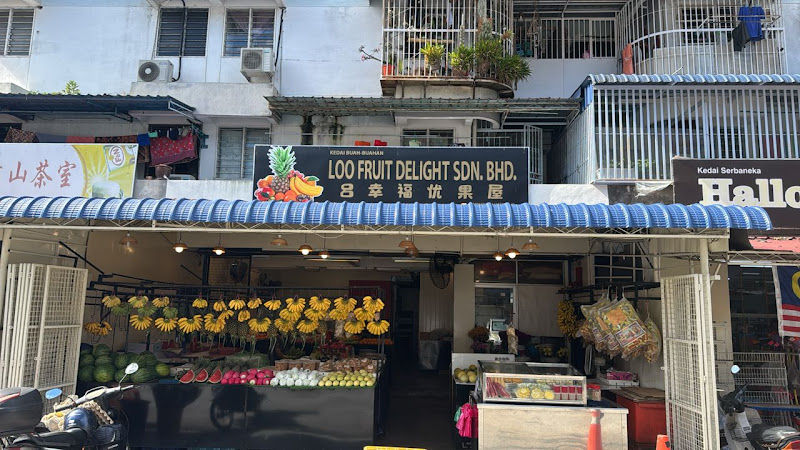 山茶室
KEDAI BUAH-BUAHAN
LOO FRUIT DELIGHT SDN. BHD.
吕幸福优果屋
Kedai Serbaneka
Hallo